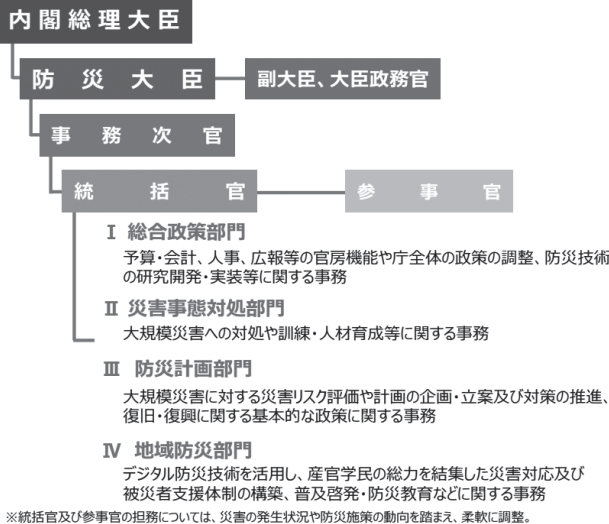 内閣総理大臣
防災大臣
副大臣、大臣政務官
事務次官
統括官
参事官
Ⅰ 総合政策部門
予算・会計、人事、広報等の官房機能や庁全体の政策の調整、防災技術
の研究開発・実装等に関する事務
Ⅱ 災害事態対処部門
大規模災害への対処や訓練・人材育成等に関する事務
Ⅲ 防災計画部門
大規模災害に対する災害リスク評価や計画の企画・立案及び対策の推進、
復旧・復興に関する基本的な政策に関する事務
Ⅳ 地域防災部門
デジタル防災技術を活用し、産官学民の総力を結集した災害対応及び
被災者支援体制の構築、普及啓発・防災教育などに関する事務
※統括官及び参事官の担務については、災害の発生状況や防災施策の動向を踏まえ、柔軟に調整。